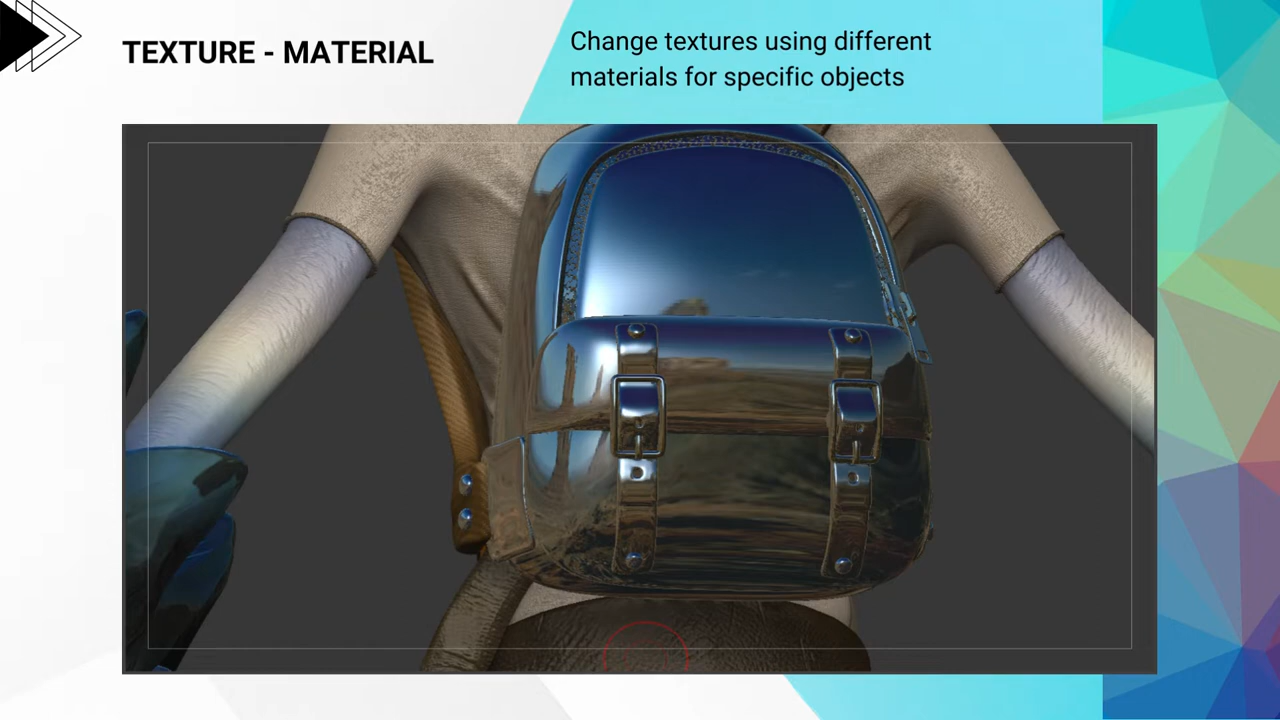 TEXTURE - MATERIAL
Change textures using different
materials for specific objects